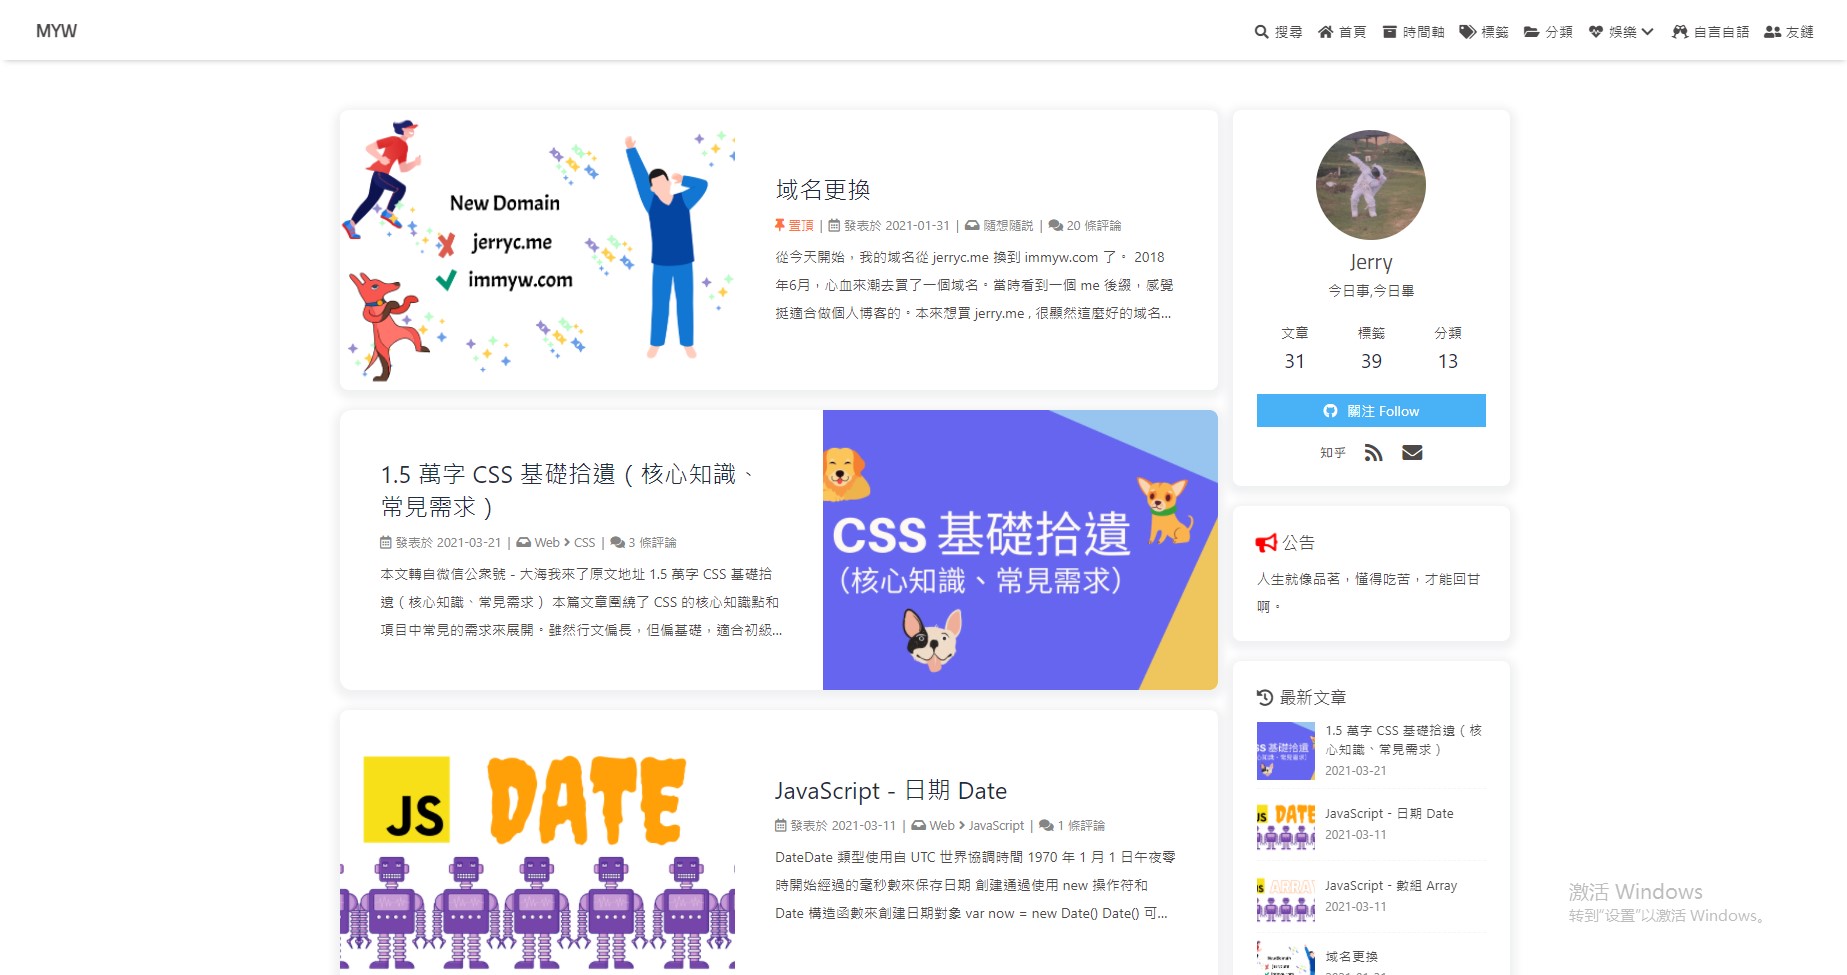 MYW
搜尋 首頁 時間軸 標籤 分類 娛樂 自言自語 友鏈
New Domain
jerryc.me
immyw.com
域名更換
置頂 | 發表於 2021-01-31 | 隨想隨說 | 20 條評論
從今天開始，我的域名從 jerryc.me 換到 immyw.com 了。 2018
年6月，心血來潮去買了一個域名。當時看到一個 me 後綴，感覺
挺適合做個人博客的。本來想買 jerry.me , 很顯然這麼好的域名...
1.5 萬字 CSS 基礎拾遺（核心知識、
常見需求）
發表於 2021-03-21 | Web > CSS | 3 條評論
本文轉自微信公眾號 - 大海我來了原文地址 1.5 萬字 CSS 基礎拾
遺（核心知識、常見需求） 本篇文章圍繞了 CSS 的核心知識點和
項目中常見的需求來展開。雖然行文偏長，但偏基礎，適合初級...
CSS 基礎拾遺
（核心知識、常見需求）
JS DATE
JavaScript - 日期 Date
發表於 2021-03-11 | Web > JavaScript | 1 條評論
DateDate 類型使用自 UTC 世界協調時間 1970 年 1 月 1 日午夜零
時開始經過的毫秒數來保存日期 創建通過使用 new 操作符和
Date 構造函數來創建日期對象 var now = new Date() Date() 可...
Jerry
今日事,今日畢
文章 標籤 分類
31 39 13
關注 Follow
知乎
公告
人生就像品茗，懂得吃苦，才能回甘
啊。
最新文章
1.5 萬字 CSS 基礎拾遺（核
心知識、常見需求）
2021-03-21
JavaScript - 日期 Date
2021-03-11
JavaScript - 數組 Array
2021-03-11
域名更換
激活 Windows
转到“设置”以激活 Windows。